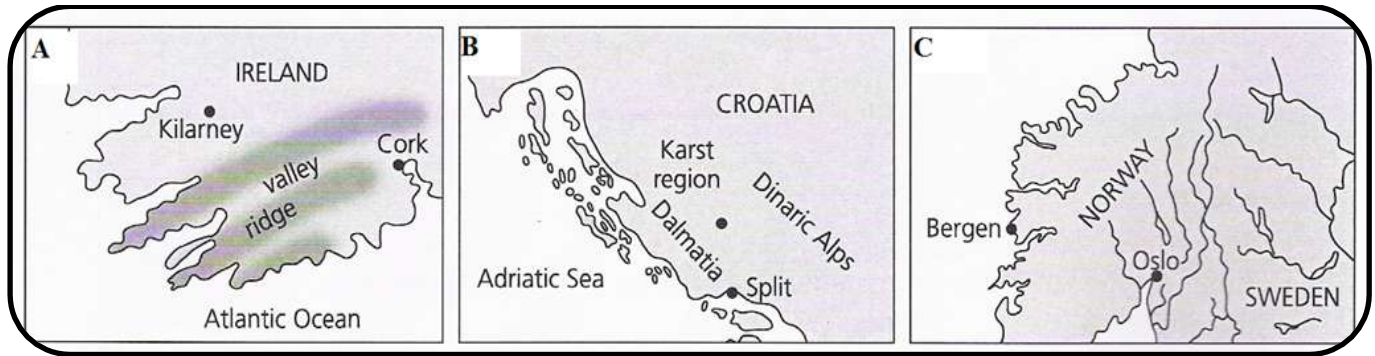 A
IRELAND
Kilarney
Cork
valley
ridge
Atlantic Ocean
B
CROATIA
Karst
region
Dinaric Alps
Dalmatia
Adriatic Sea
Split
C
NORWAY
Bergen
Oslo
SWEDEN